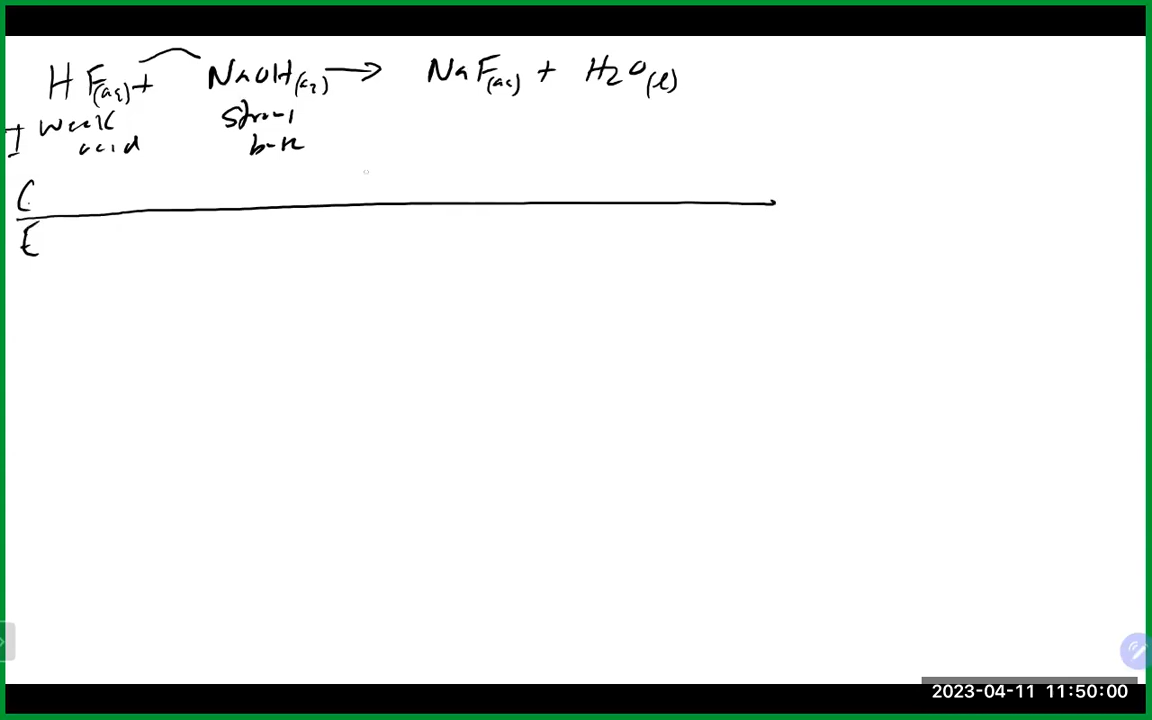 HF(aq) + NaOH(aq) → NaF(aq) + H2O(l)
I weak strong
acid base
C
E
2023-04-11 11:50:00